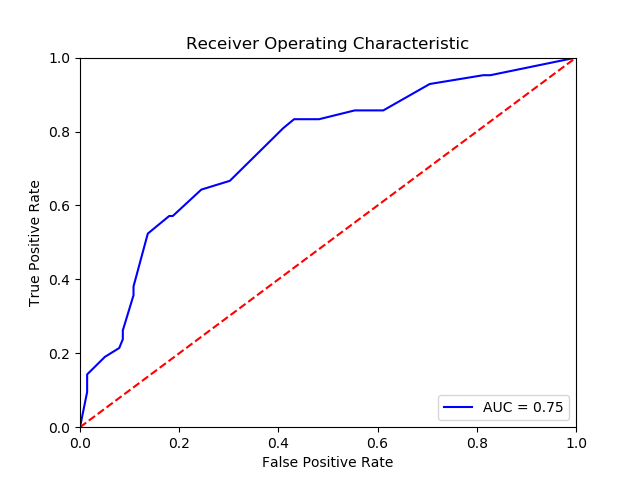 Receiver Operating Characteristic
True Positive Rate
1.0
0.8
0.6
0.4
0.2
0.0
AUC = 0.75
0.0 0.2 0.4 0.6 0.8 1.0
False Positive Rate